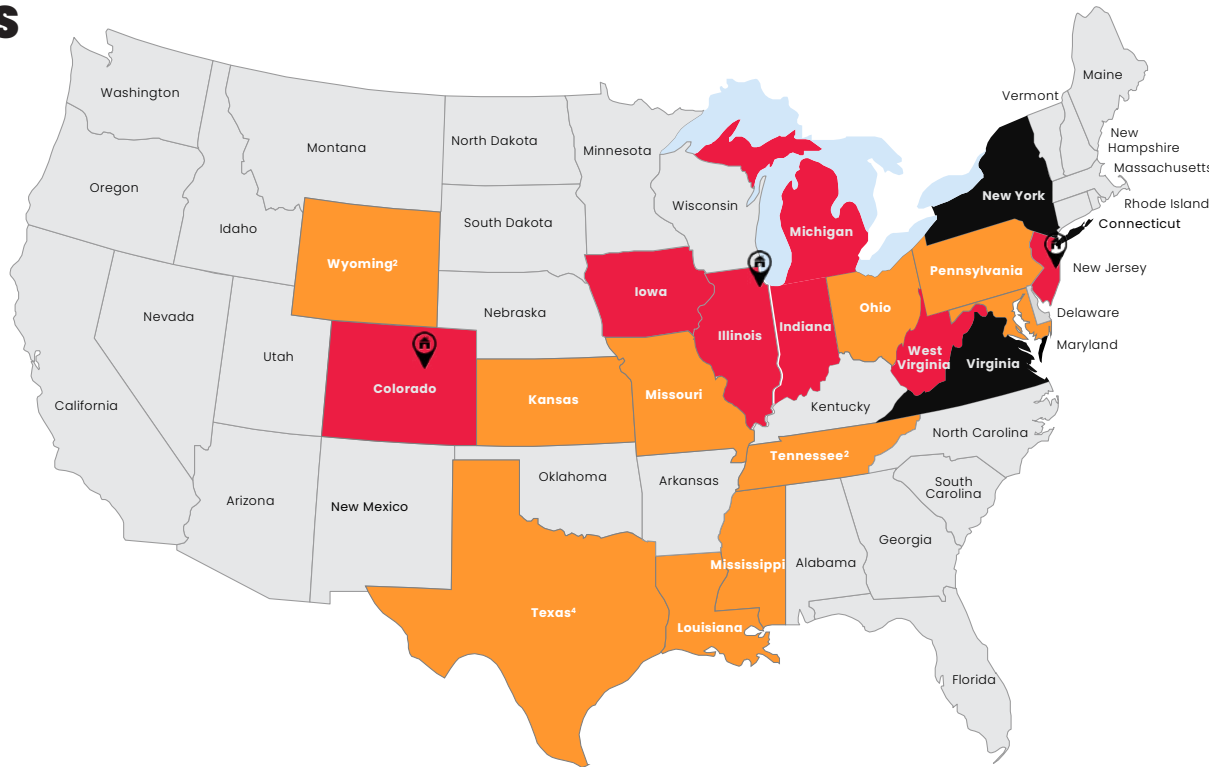 s
Maine
Washington
Vermont
New
Hampshire
North Dakota
Montana
Minnesota
Massachusetts
Oregon
New York
Rhode Island
Wisconsin
South Dakota
Connecticut
Idaho
Michigan
Wyoming²
New Jersey
Pennsylvania
Iowa
Ohio
Delaware
Nebraska
Nevada
Indiana
Illinois
Maryland
Utah
West
Virginia
Virginia
Colorado
Missouri
Kansas
California
Kentucky
North Carolina
Tennessee²
Oklahoma
Arkansas
South
Carolina
Arizona
New Mexico
Georgia
Alabama
Mississippi
Texas⁴
Louisiana
Florida